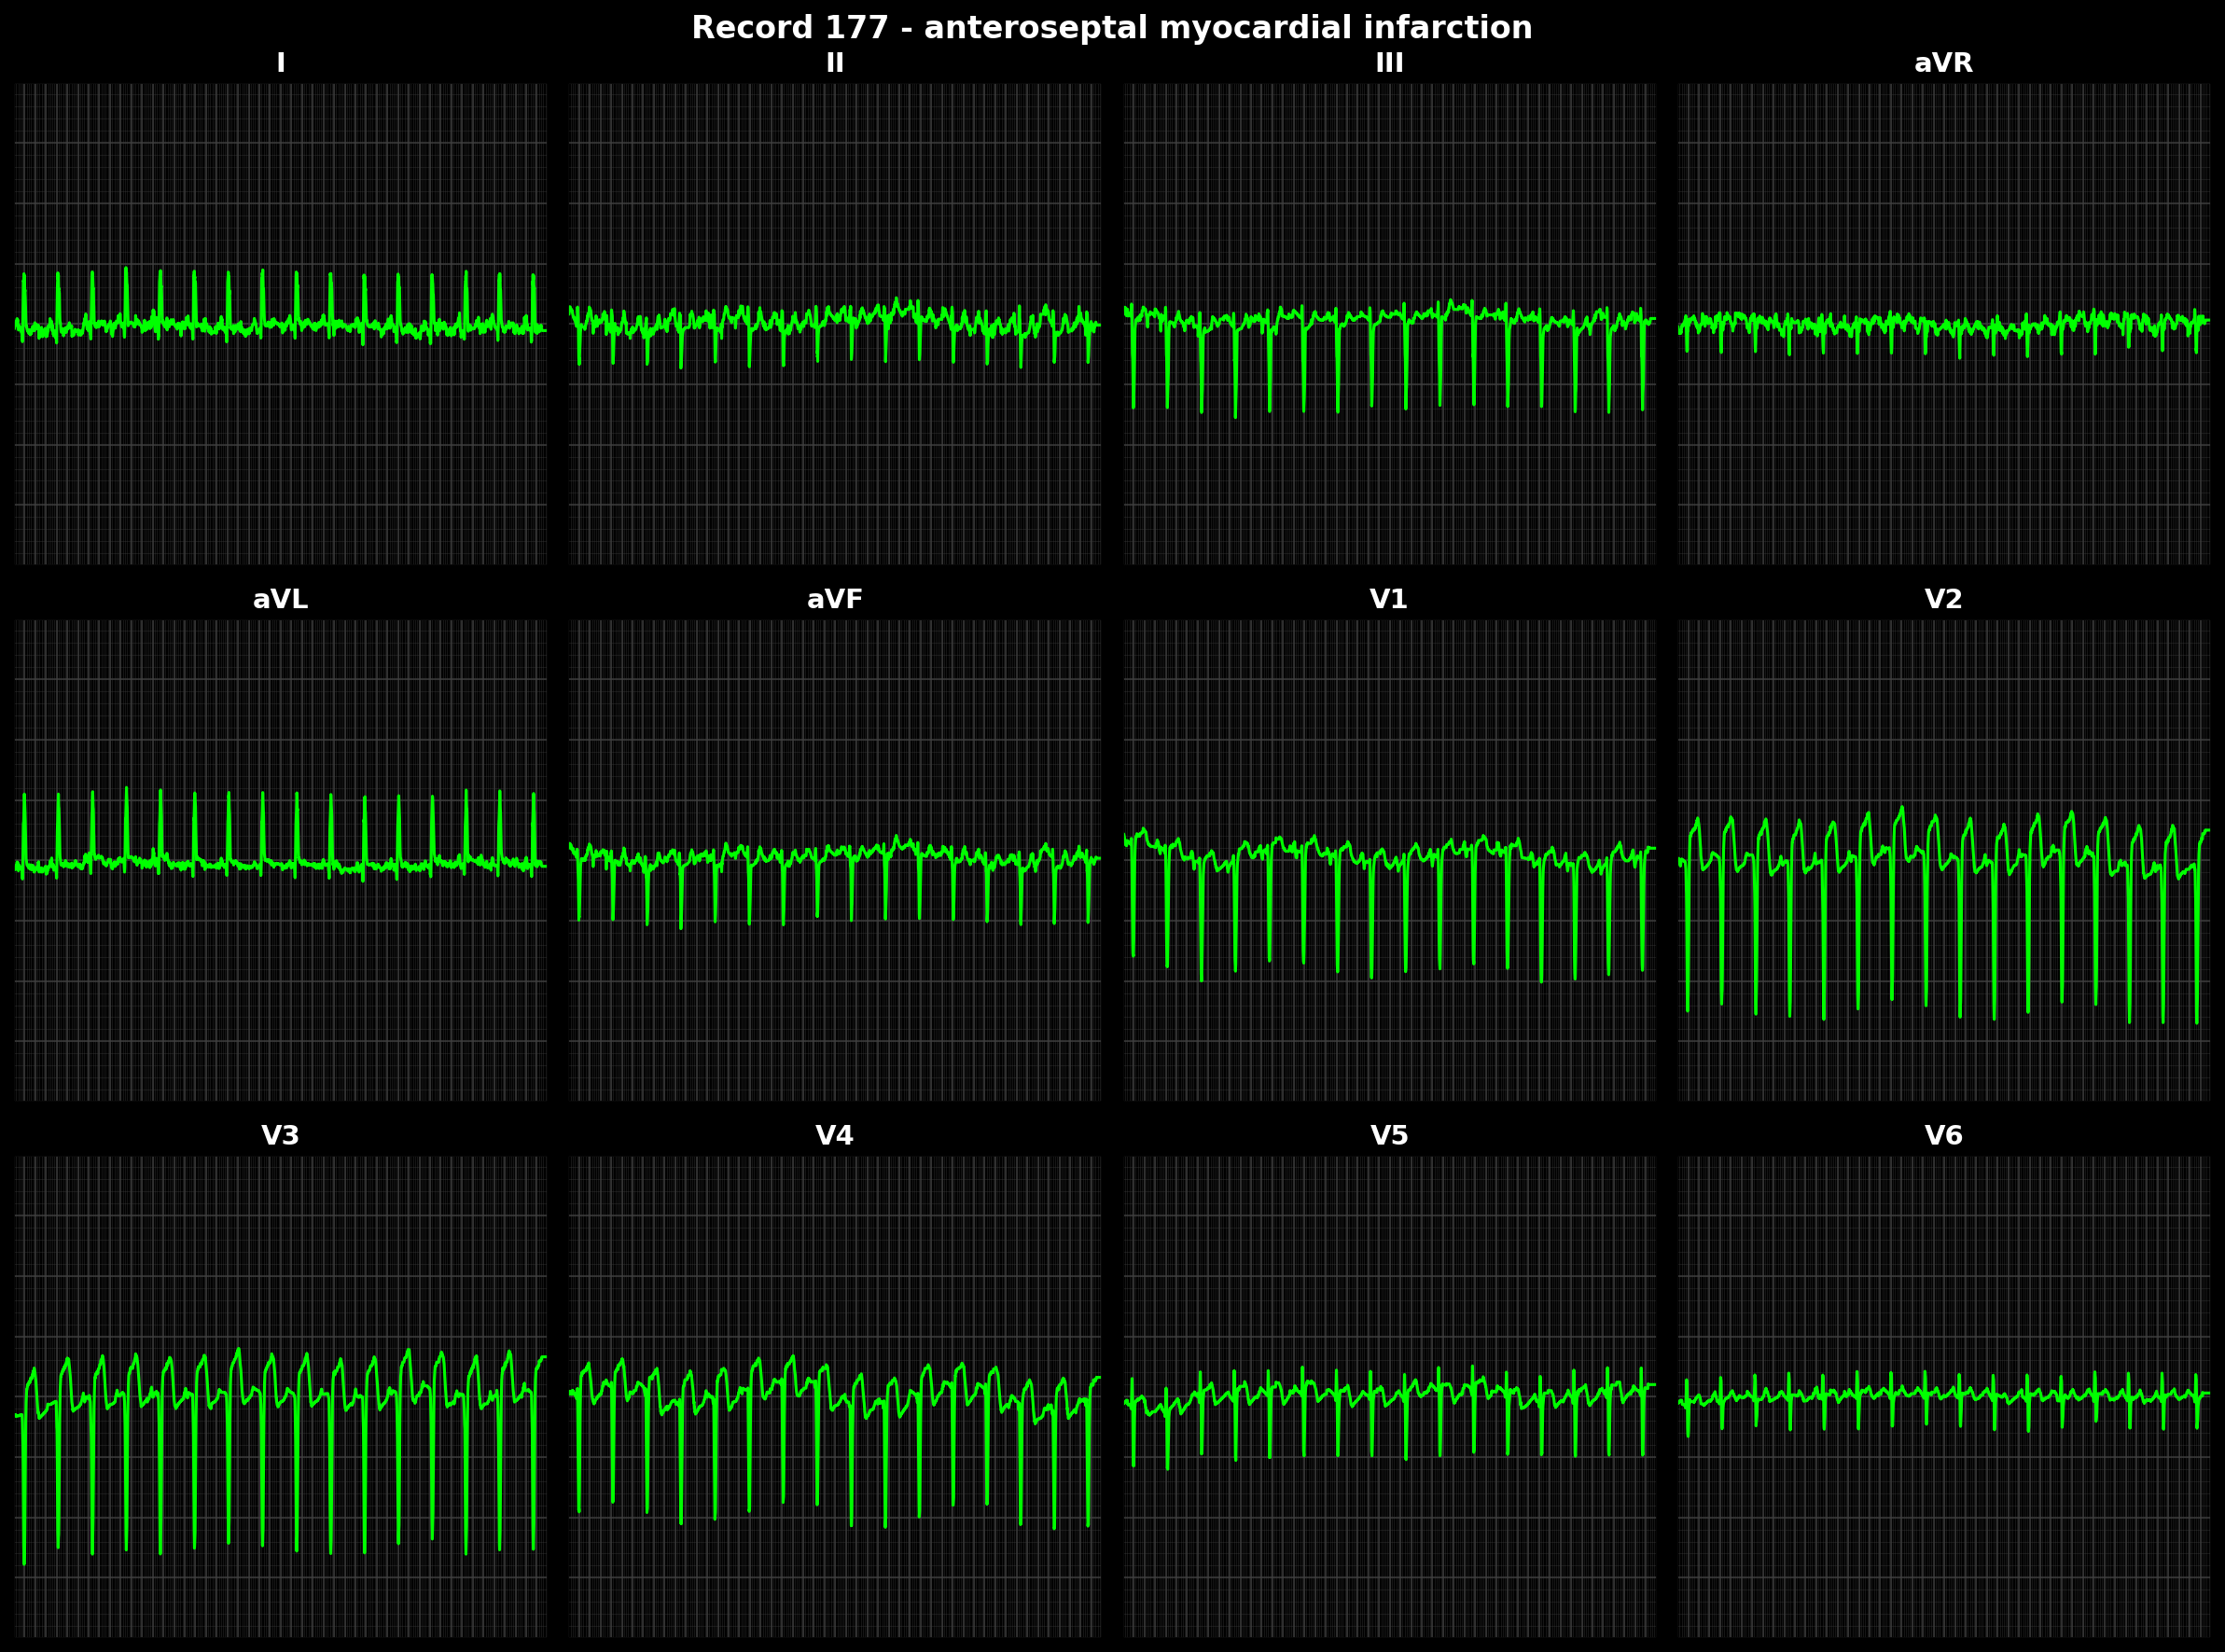 Record 177 - anteroseptal myocardial infarction
I
II
III
aVR
aVL
aVF
V1
V2
V3
V4
V5
V6